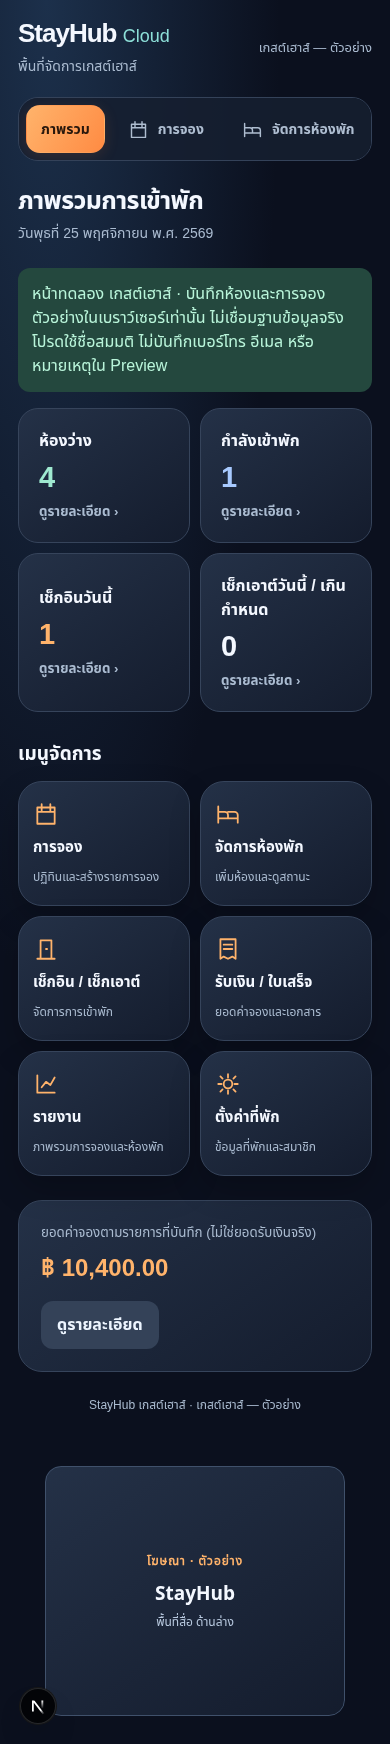 StayHub Cloud
พื้นที่จัดการเกสต์เฮาส์
เกสต์เฮาส์ — ตัวอย่าง
ภาพรวม
การจอง
จัดการห้องพัก
ภาพรวมการเข้าพัก
วันพุธที่ 25 พฤศจิกายน พ.ศ. 2569
หน้าทดลอง เกสต์เฮาส์ · บันทึกห้องและการจอง
ตัวอย่างในเบราว์เซอร์เท่านั้น ไม่เชื่อมฐานข้อมูลจริง
โปรดใช้ชื่อสมมติ ไม่บันทึกเบอร์โทร อีเมล หรือ
หมายเหตุใน Preview
ห้องว่าง
4
ดูรายละเอียด ›
กำลังเข้าพัก
1
ดูรายละเอียด ›
เช็กอินวันนี้
1
ดูรายละเอียด ›
เช็กเอาต์วันนี้ / เกิน
กำหนด
0
ดูรายละเอียด ›
เมนูจัดการ
การจอง
ปฏิทินและสร้างรายการจอง
จัดการห้องพัก
เพิ่มห้องและดูสถานะ
เช็กอิน / เช็กเอาต์
จัดการการเข้าพัก
รับเงิน / ใบเสร็จ
ยอดค่าจองและเอกสาร
รายงาน
ภาพรวมการจองและห้องพัก
ตั้งค่าที่พัก
ข้อมูลที่พักและสมาชิก
ยอดค่าจองตามรายการที่บันทึก (ไม่ใช่ยอดรับเงินจริง)
฿ 10,400.00
ดูรายละเอียด
StayHub เกสต์เฮาส์ · เกสต์เฮาส์ — ตัวอย่าง
โฆษณา · ตัวอย่าง
StayHub
พื้นที่สื่อ ด้านล่าง
N